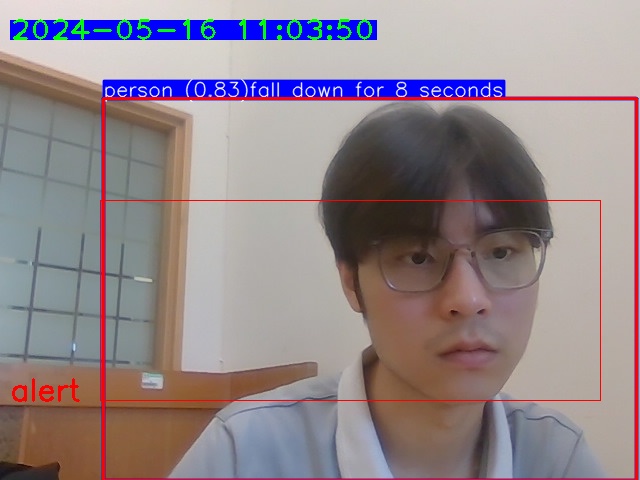 2024-05-16 11:03:50
person (0.83)fall down for 8 seconds
alert